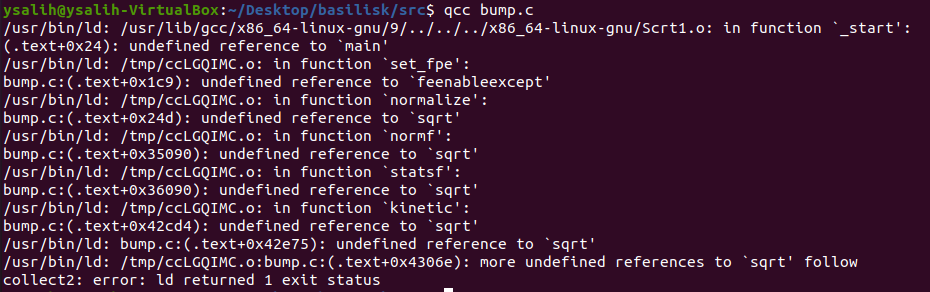 ysalih@ysalih-VirtualBox:~/Desktop/basilisk/src$ qcc bump.c
/usr/bin/ld: /usr/lib/gcc/x86_64-linux-gnu/9/../../../x86_64-linux-gnu/Scrt1.o: in function `_start':
(.text+0x24): undefined reference to `main'
/usr/bin/ld: /tmp/ccLGQIMC.o: in function `set_fpe':
bump.c:(.text+0x1c9): undefined reference to `feenableexcept'
/usr/bin/ld: /tmp/ccLGQIMC.o: in function `normalize':
bump.c:(.text+0x24d): undefined reference to `sqrt'
/usr/bin/ld: /tmp/ccLGQIMC.o: in function `normf':
bump.c:(.text+0x35090): undefined reference to `sqrt'
/usr/bin/ld: /tmp/ccLGQIMC.o: in function `statsf':
bump.c:(.text+0x36090): undefined reference to `sqrt'
/usr/bin/ld: /tmp/ccLGQIMC.o: in function `kinetic':
bump.c:(.text+0x42cd4): undefined reference to `sqrt'
/usr/bin/ld: bump.c:(.text+0x42e75): undefined reference to `sqrt'
/usr/bin/ld: /tmp/ccLGQIMC.o:bump.c:(.text+0x4306e): more undefined references to `sqrt' follow
collect2: error: ld returned 1 exit status